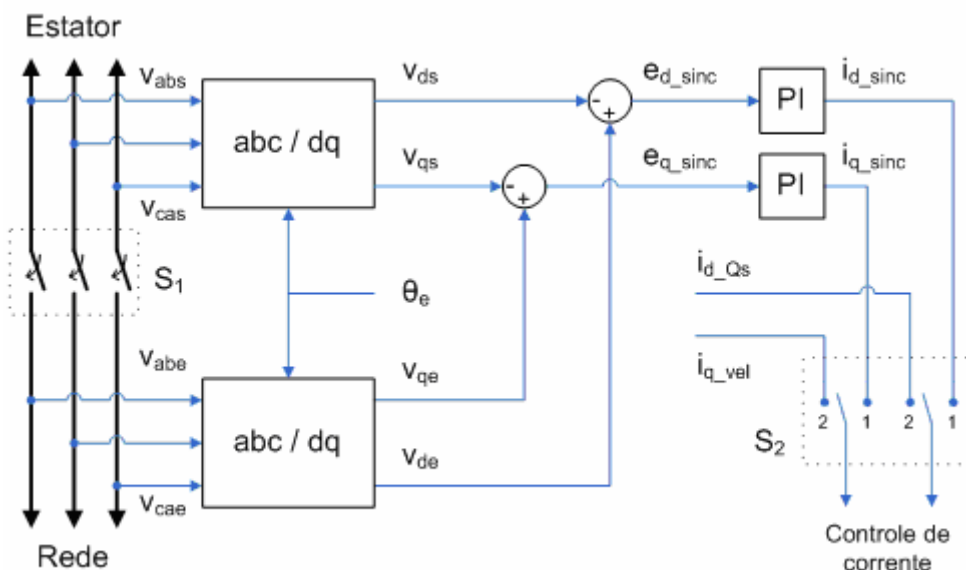 Estator
v_abs
v_ds
e_d_sinc
i_d_sinc
-
+
PI
abc / dq
v_qs
e_q_sinc
i_q_sinc
-
+
PI
v_cas
S_1
θ_e
i_d_Qs
v_abe
v_qe
i_q_vel
abc / dq
v_de
S_2
2
1
2
1
v_cae
Rede
Controle de
corrente